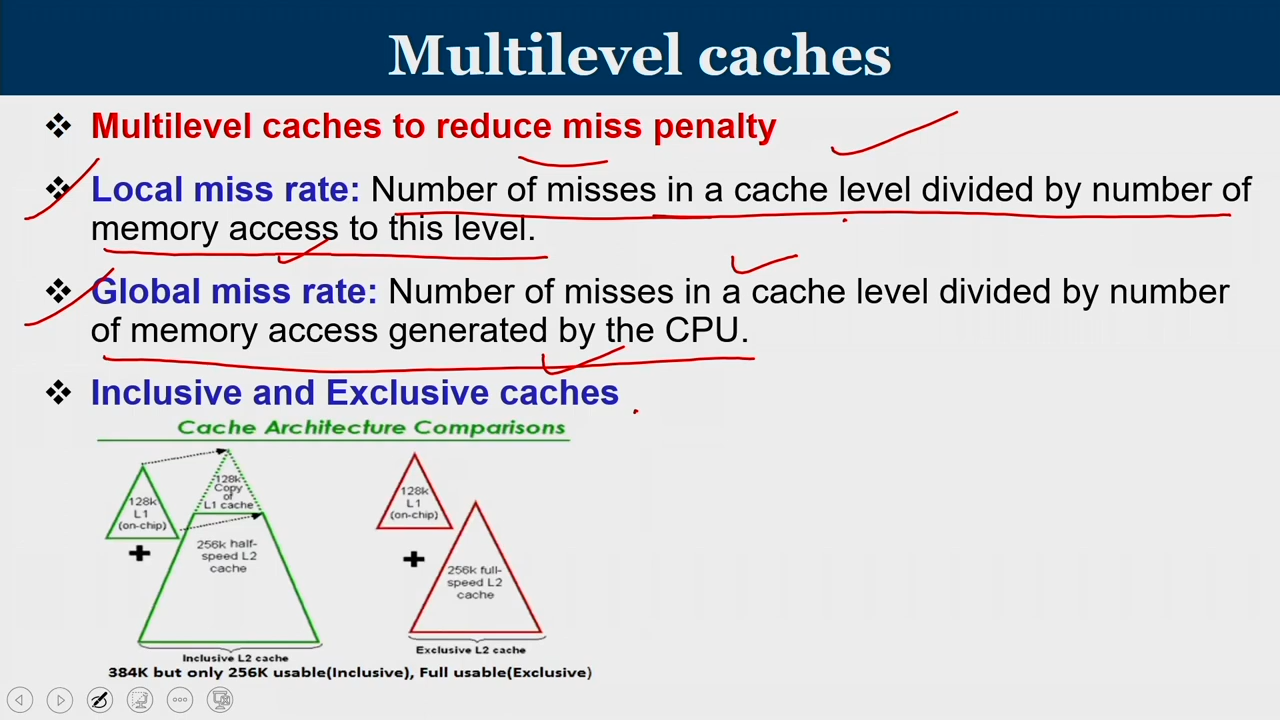 Multilevel caches
❖ Multilevel caches to reduce miss penalty
❖ Local miss rate: Number of misses in a cache level divided by number of
memory access to this level.
❖ Global miss rate: Number of misses in a cache level divided by number
of memory access generated by the CPU.
❖ Inclusive and Exclusive caches
Cache Architecture Comparisons
128k
L1
(on-chip)
+
128k
Copy
of
L1 cache
256k half-
speed L2
cache
Inclusive L2 cache
128k
L1
(on-chip)
+
256k full-
speed L2
cache
Exclusive L2 cache
384K but only 256K usable(Inclusive), Full usable(Exclusive)